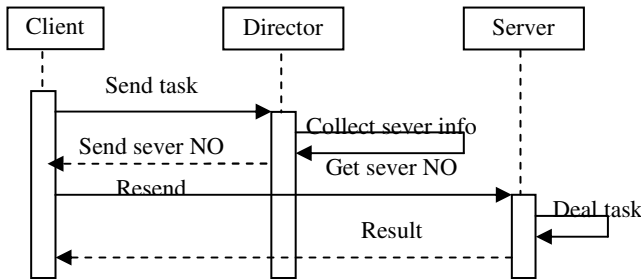 Client
Director
Server
Send task
Collect sever info
Send sever NO
Get sever NO
Resend
Deal task
Result